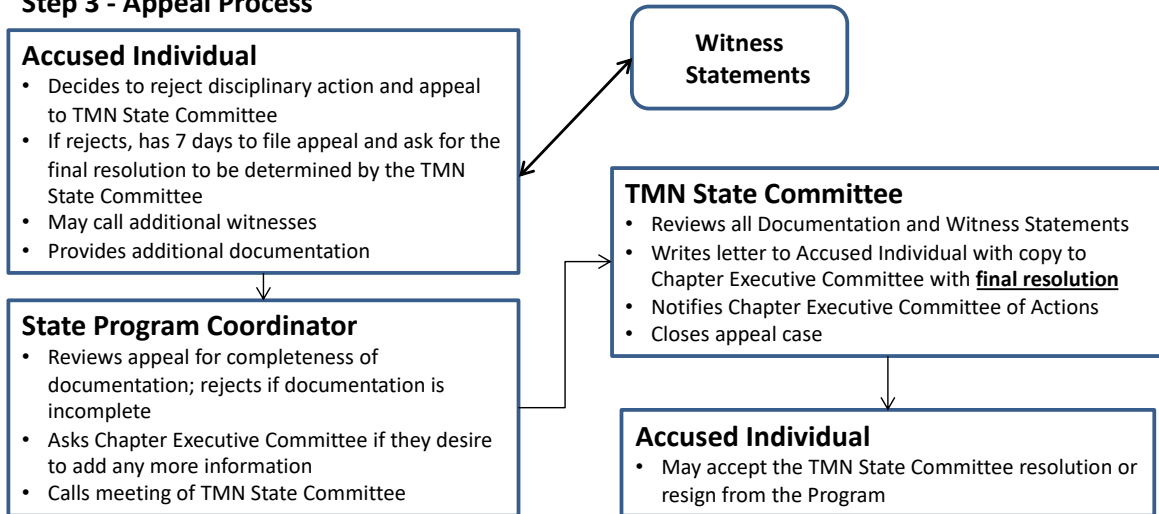 Step 3 - Appeal Process
Accused Individual
• Decides to reject disciplinary action and appeal
to TMN State Committee
• If rejects, has 7 days to file appeal and ask for the
final resolution to be determined by the TMN
State Committee
• May call additional witnesses
• Provides additional documentation
Witness
Statements
State Program Coordinator
• Reviews appeal for completeness of
documentation; rejects if documentation is
incomplete
• Asks Chapter Executive Committee if they desire
to add any more information
• Calls meeting of TMN State Committee
TMN State Committee
• Reviews all Documentation and Witness Statements
• Writes letter to Accused Individual with copy to
Chapter Executive Committee with final resolution
• Notifies Chapter Executive Committee of Actions
• Closes appeal case
Accused Individual
• May accept the TMN State Committee resolution or
resign from the Program